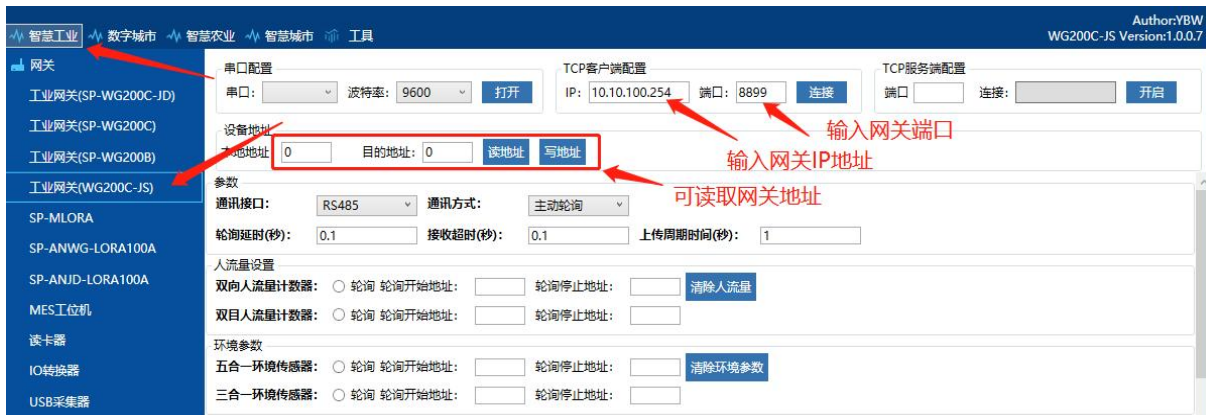 Author:YBW
智慧工业 数字城市 智慧农业 智慧城市 工具
WG200C-JS Version:1.0.0.7
网关
工业网关(SP-WG200C-JD)
工业网关(SP-WG200C)
工业网关(SP-WG200B)
工业网关(WG200C-JS)
SP-MLORA
SP-ANWG-LORA100A
SP-ANJD-LORA100A
MES工位机
读卡器
IO转换器
USB采集器
串口配置
串口: 波特率: 9600 打开
TCP客户端配置
IP: 10.10.100.254 端口: 8899 连接
TCP服务端配置
端口 连接: 开启
输入网关端口
输入网关IP地址
设备地址
本地地址 0 目的地址: 0 读地址 写地址
可读取网关地址
参数
通讯接口: RS485 通讯方式: 主动轮询
轮询延时(秒): 0.1 接收超时(秒): 0.1 上传周期时间(秒): 1
人流量设置
双向人流量计数器: 轮询 轮询开始地址: 轮询停止地址: 清除人流量
双目人流量计数器: 轮询 轮询开始地址: 轮询停止地址:
环境参数
五合一环境传感器: 轮询 轮询开始地址: 轮询停止地址: 清除环境参数
三合一环境传感器: 轮询 轮询开始地址: 轮询停止地址: